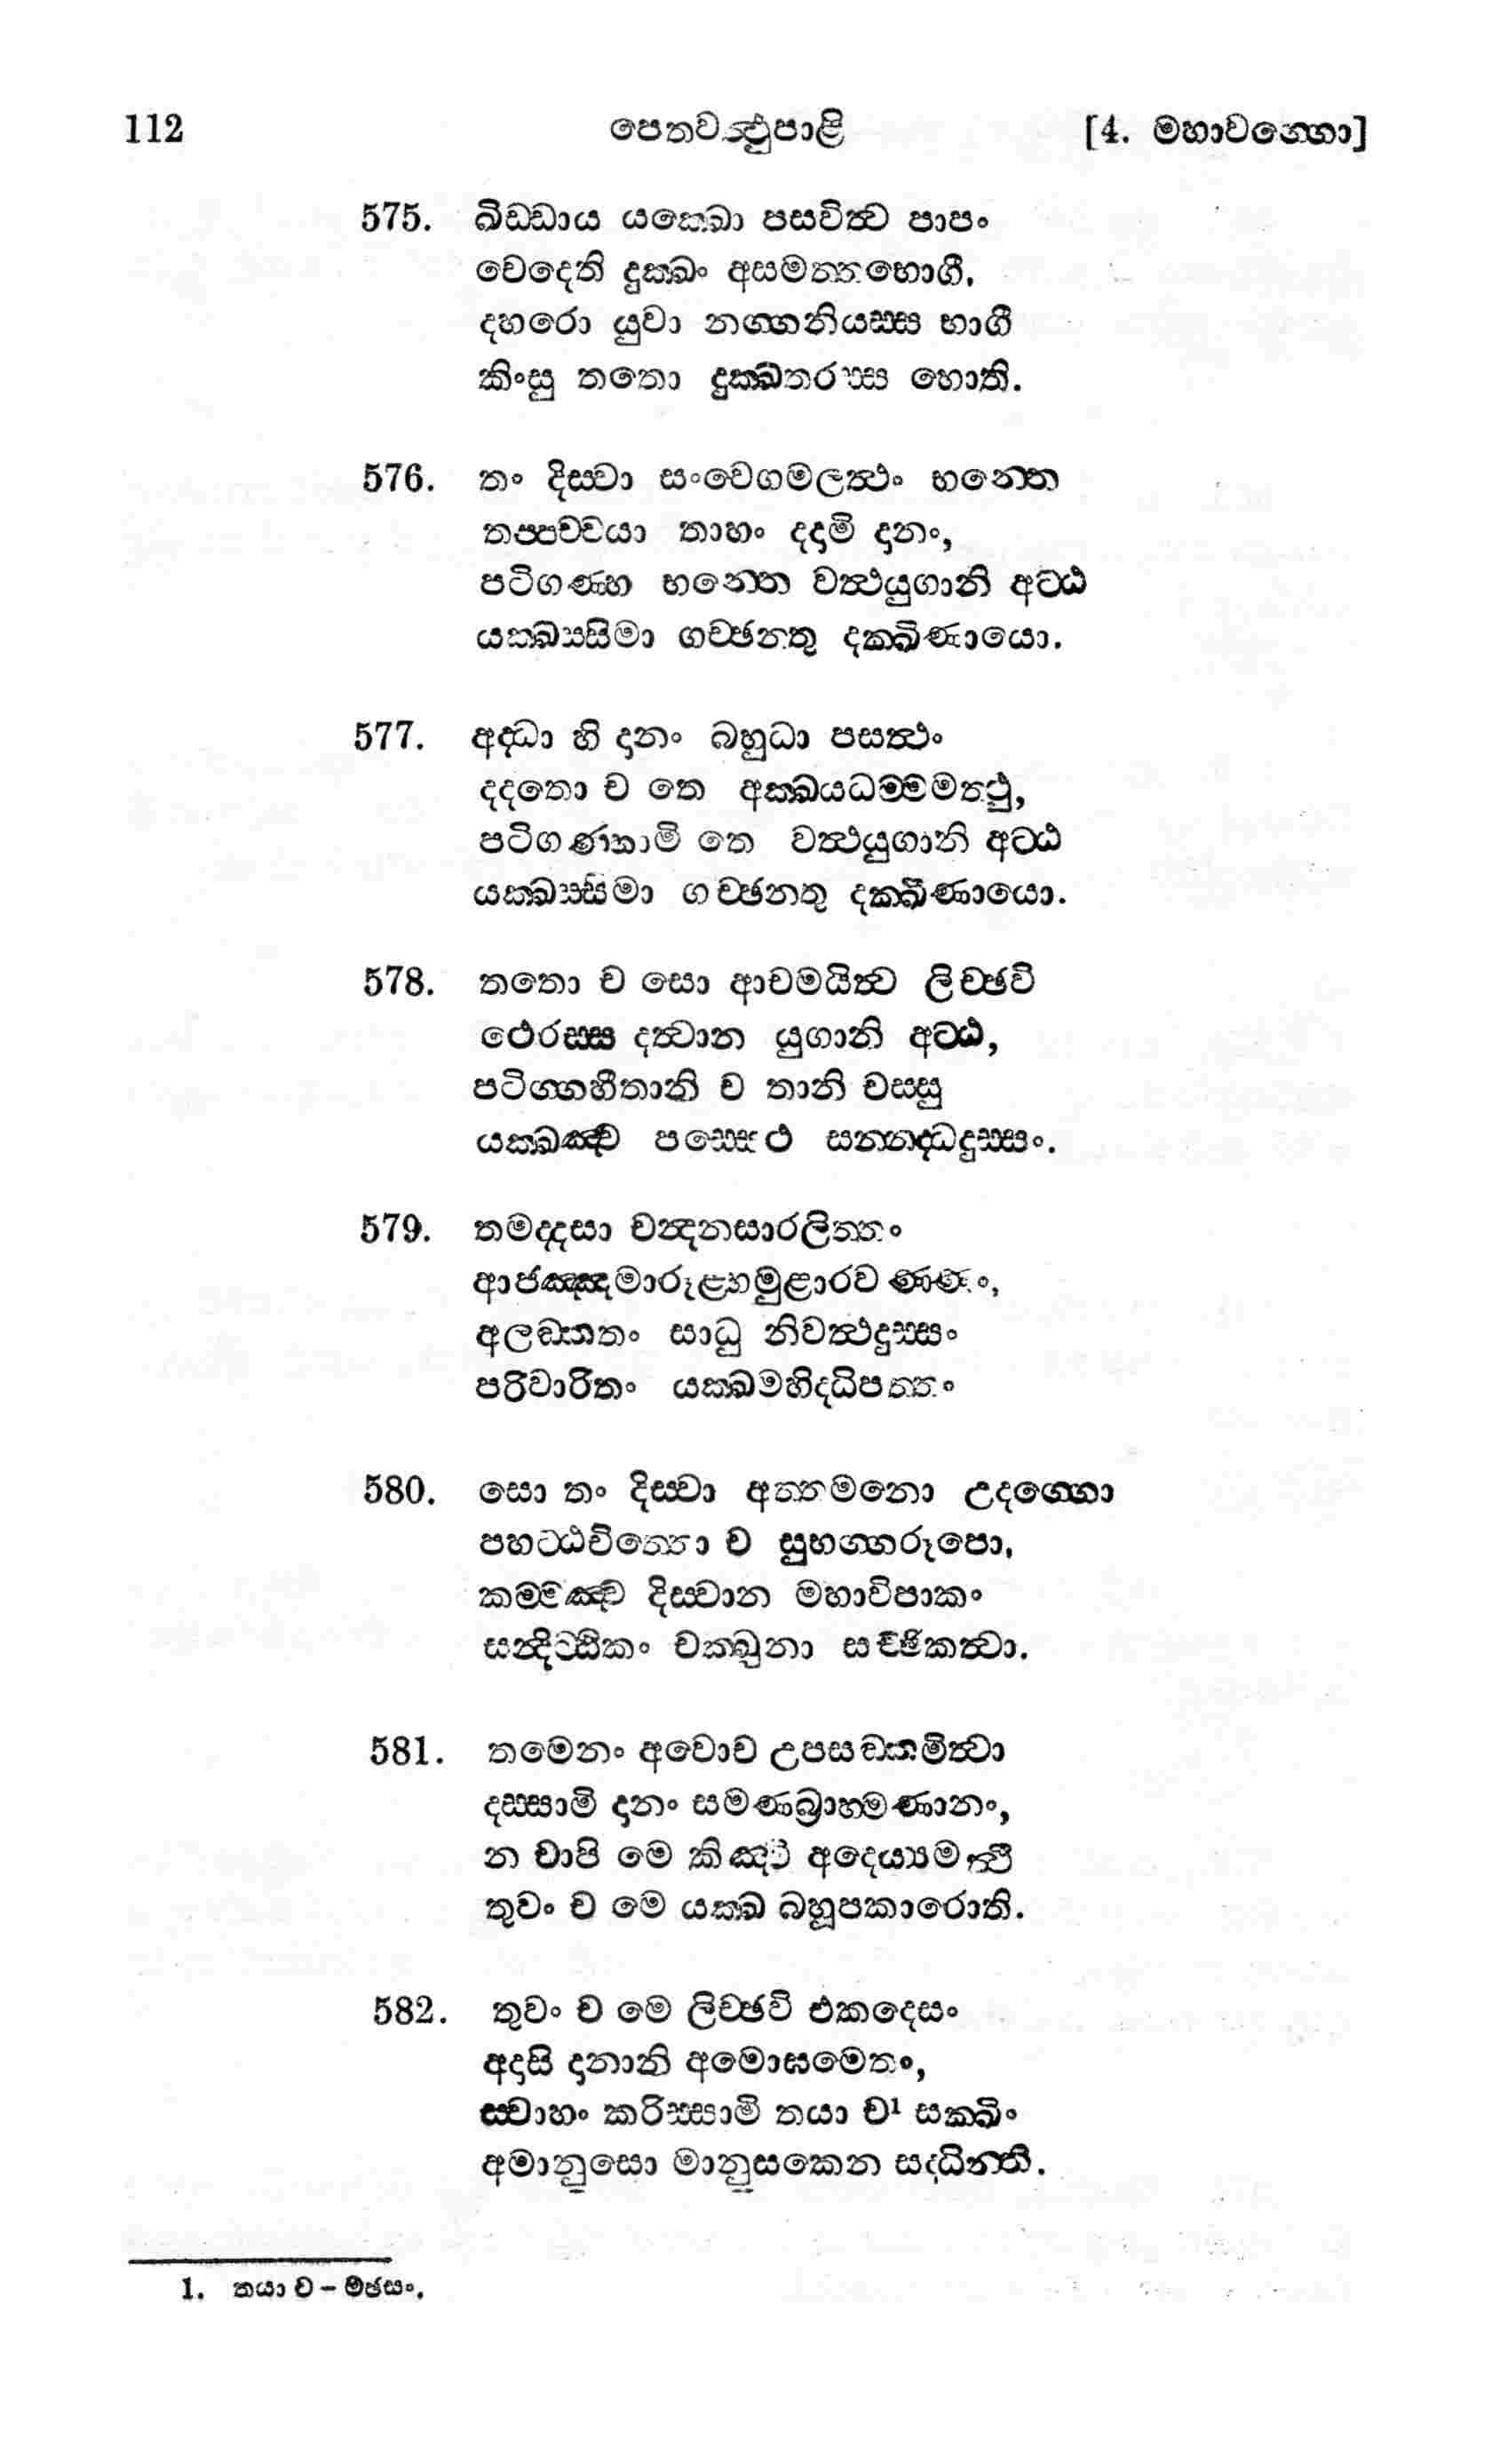 112 පෙතවත්‍ථුපාළි [4. මහාවග්ගො]
575. ඛිඩ්ඩාය යක්ඛො පසවිත්‍ව පාපං
වෙදෙති දුක්ඛං අසමත්තභොගී,
දහරො යුවා නග්ගනියස්ස භාගී
කිංසු තතො දුක්ඛතරස්ස හොති.
576. තං දිස්වා සංවෙගමලත්‍ථං භන්තෙ
තප්පච්චයා තාහං දදාමි දානං,
පටිගණ්හ භන්තෙ වත්‍ථයුගානි අට්ඨ
යක්ඛස්සිමා ගච්ඡන්තු දක්ඛිණායො.
577. අද්ධා හි දානං බහුධා පසත්‍ථං
දදතො ච තෙ අක්ඛයධම්මමත්‍ථු,
පටිගණ්හාමි තෙ වත්‍ථයුගානි අට්ඨ
යක්ඛස්සිමා ගච්ඡන්තු දක්ඛිණායො.
578. තතො ච සො ආචමයිත්‍ව ලිච්ඡවි
ථෙරස්ස දත්‍වාන යුගානි අට්ඨ,
පටිග්ගහීතානි ච තානි චස්සු
යක්ඛඤ්ච පස්සෙථ සන්නද්ධදුස්සං.
579. තමද්දසා චන්‍දනසාරලිත්තං
ආජඤ්ඤමාරූළ්හමුළාරවණ්ණං,
අලඞ්කතං සාධු නිවත්‍ථදුස්සං
පරිවාරිතං යක්ඛමහිද්ධිපත්තං
580. සො තං දිස්වා අත්තමනො උදග්ගො
පහට්ඨචිත්තො ච සුභග්ගරූපො,
කම්මඤ්ච දිස්වාන මහාවිපාකං
සන්‍දිට්ඨිකං චක්ඛුනා සච්ඡිකත්‍වා.
581. තමෙනං අවොච උපසඞ්කමිත්‍වා
දස්සාමි දානං සමණබ්‍රාහ්මණානං,
න චාපි මෙ කිඤ්චි අදෙය්‍යමත්‍ථි
තුවං ච මෙ යක්ඛ බහූපකාරොති.
582. තුවං ච මෙ ලිච්ඡවි එකදෙසං
අදාසි දානානි අමොඝමෙතං,
ස්වාහං කරිස්සාමි තයා ච¹ සක්ඛිං
අමානුසො මානුසකෙන සද්ධින්ති.
1. තයා ච – මජසං.